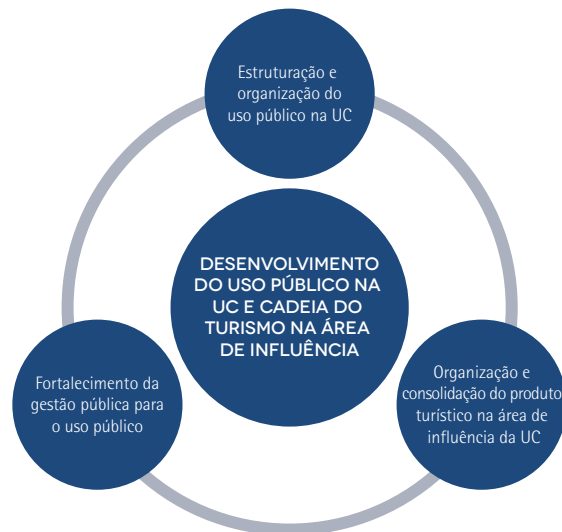 Estruturação e
organização do
uso público na UC
DESENVOLVIMENTO
DO USO PÚBLICO NA
UC E CADEIA DO
TURISMO NA ÁREA
DE INFLUÊNCIA
Fortalecimento da
gestão pública para
o uso público
Organização e
consolidação do produto
turístico na área de
influência da UC